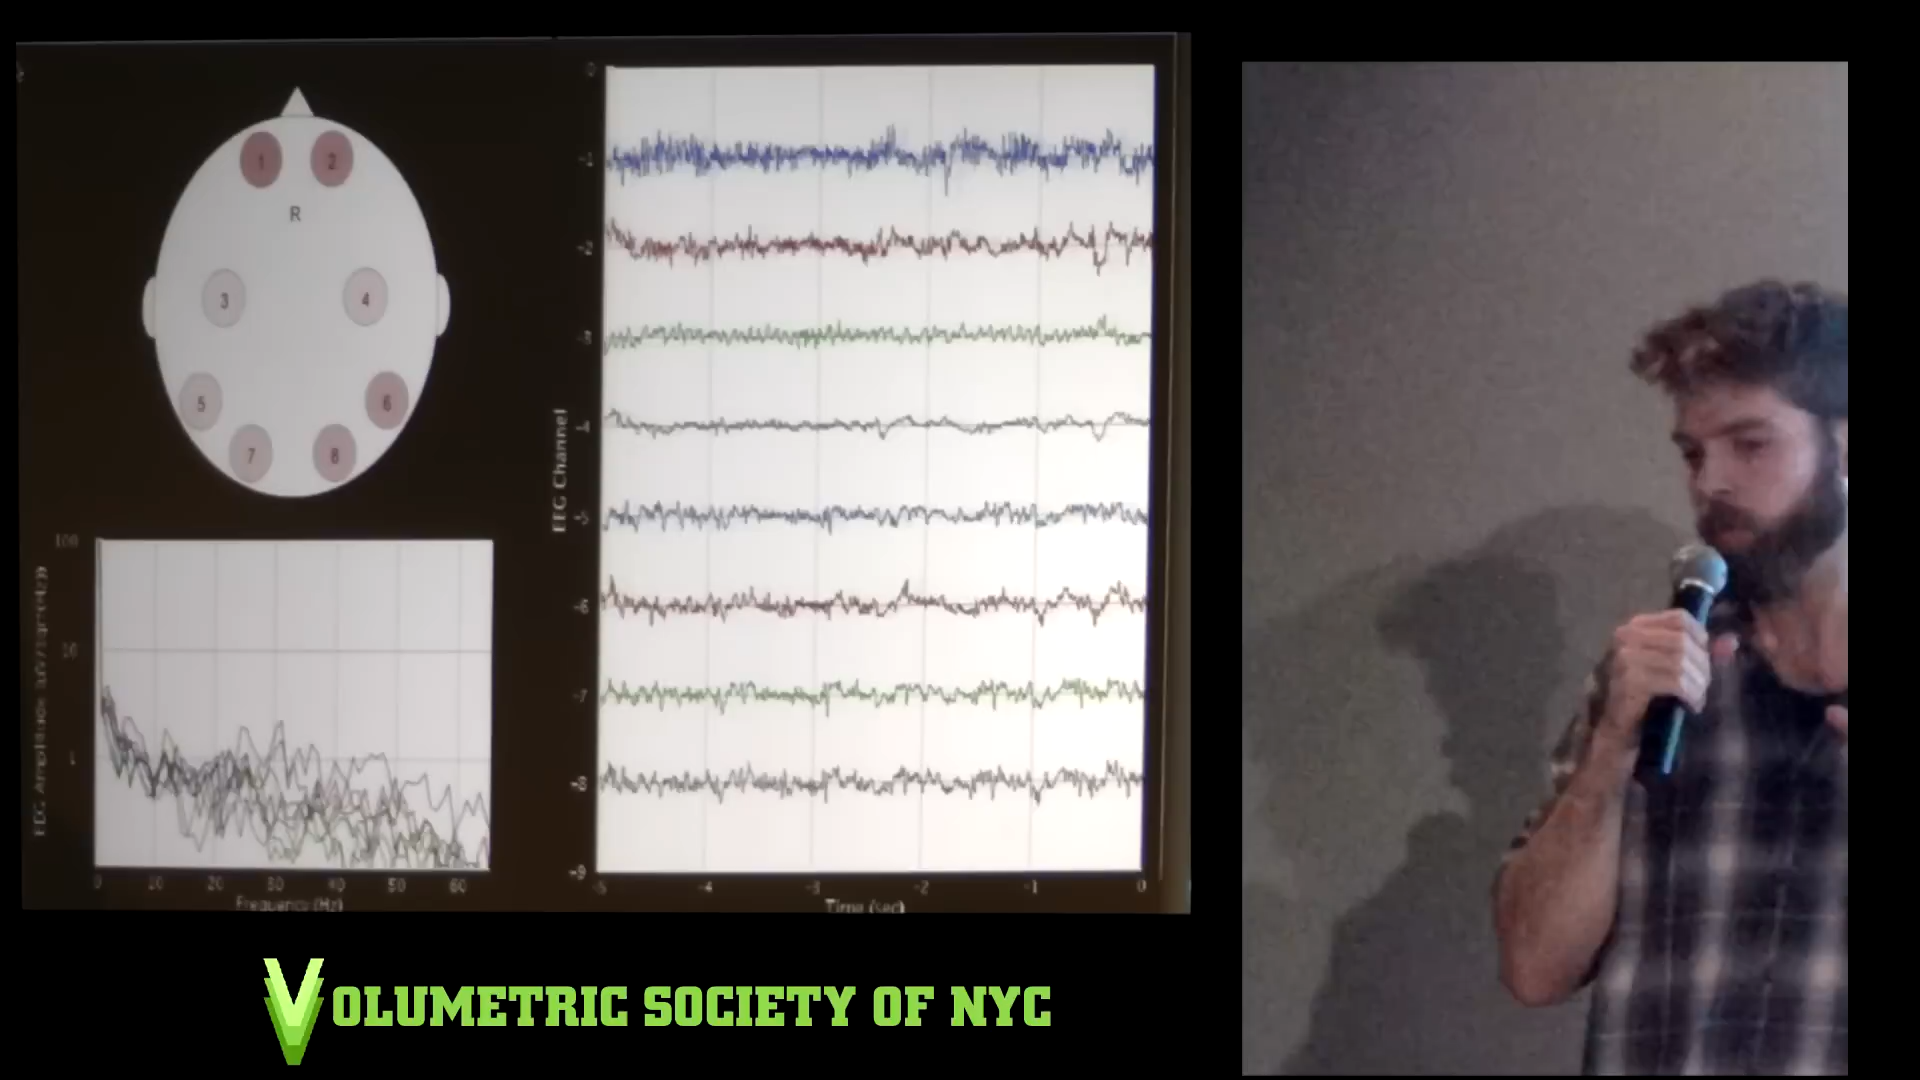 1 2
R
3 4
5 6
7 8
100
10
1
0 10 20 30 40 50 60
Frequency (Hz)
EEG Amplitude
0
-1
-2
-3
-4
-5
-6
-7
-8
-9
EEG Channel
-5 -4 -3 -2 -1 0
Time (sec)
VOLUMETRIC SOCIETY OF NYC